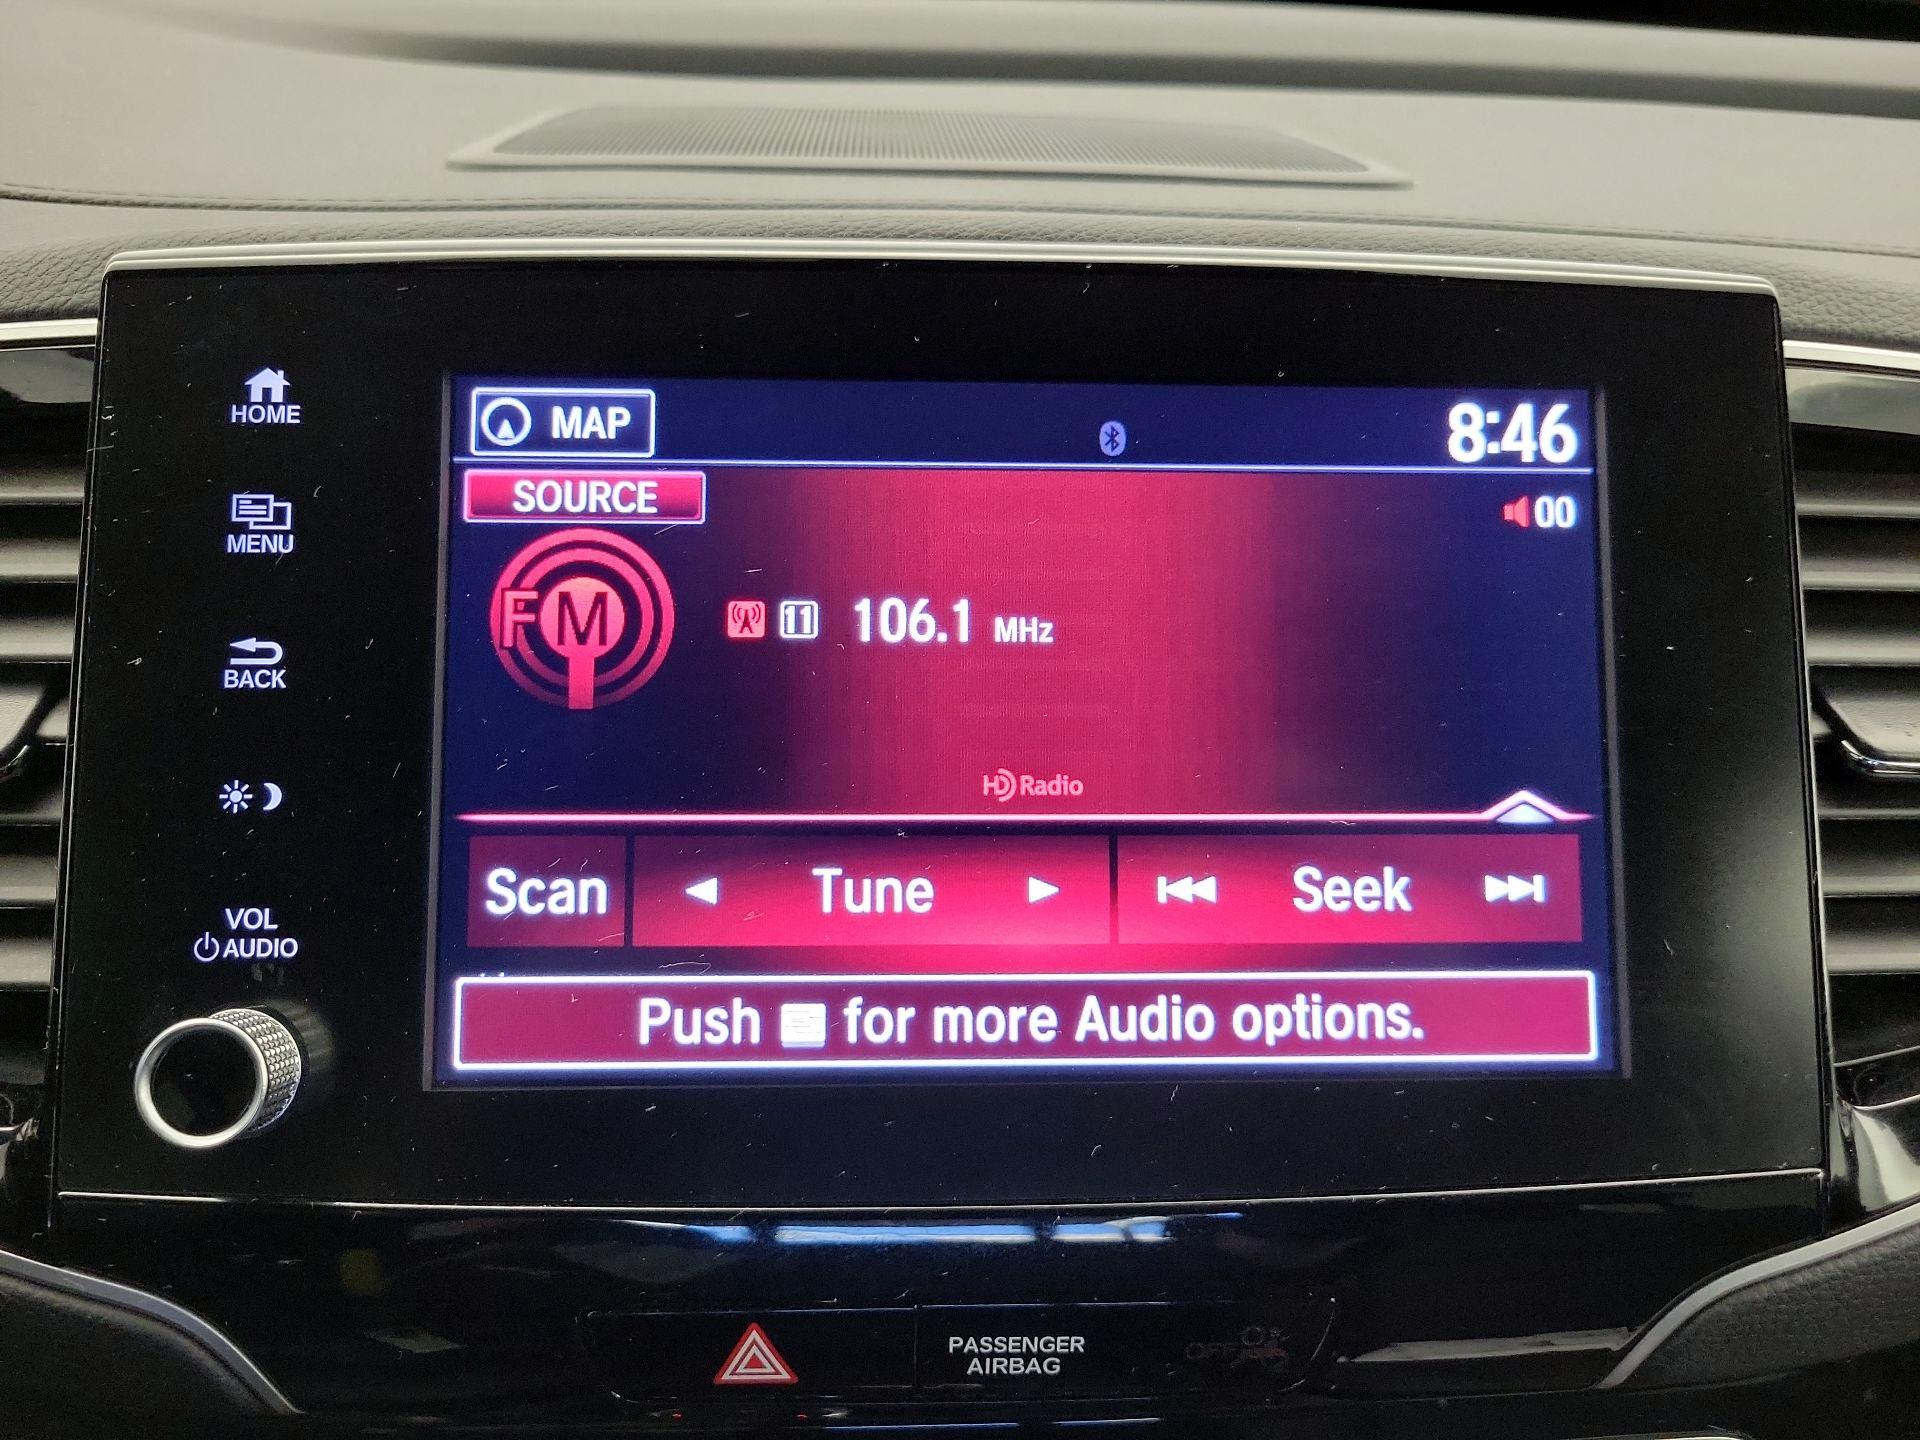 HOME
MENU
BACK
VOL
AUDIO
MAP
8:46
SOURCE
00
FM
11 106.1 MHz
HD Radio
Scan
Tune
Seek
Push for more Audio options.
PASSENGER
AIRBAG
OFF